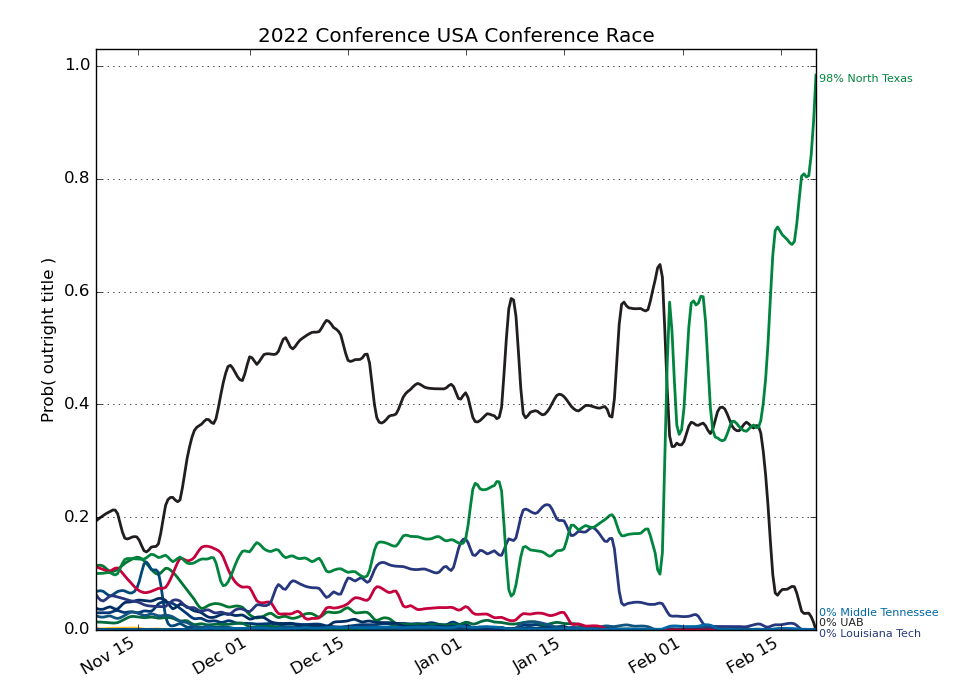 2022 Conference USA Conference Race
Prob( outright title )
1.0
0.8
0.6
0.4
0.2
0.0
98% North Texas
0% Middle Tennessee
0% UAB
0% Louisiana Tech
Nov 15
Dec 01
Dec 15
Jan 01
Jan 15
Feb 01
Feb 15